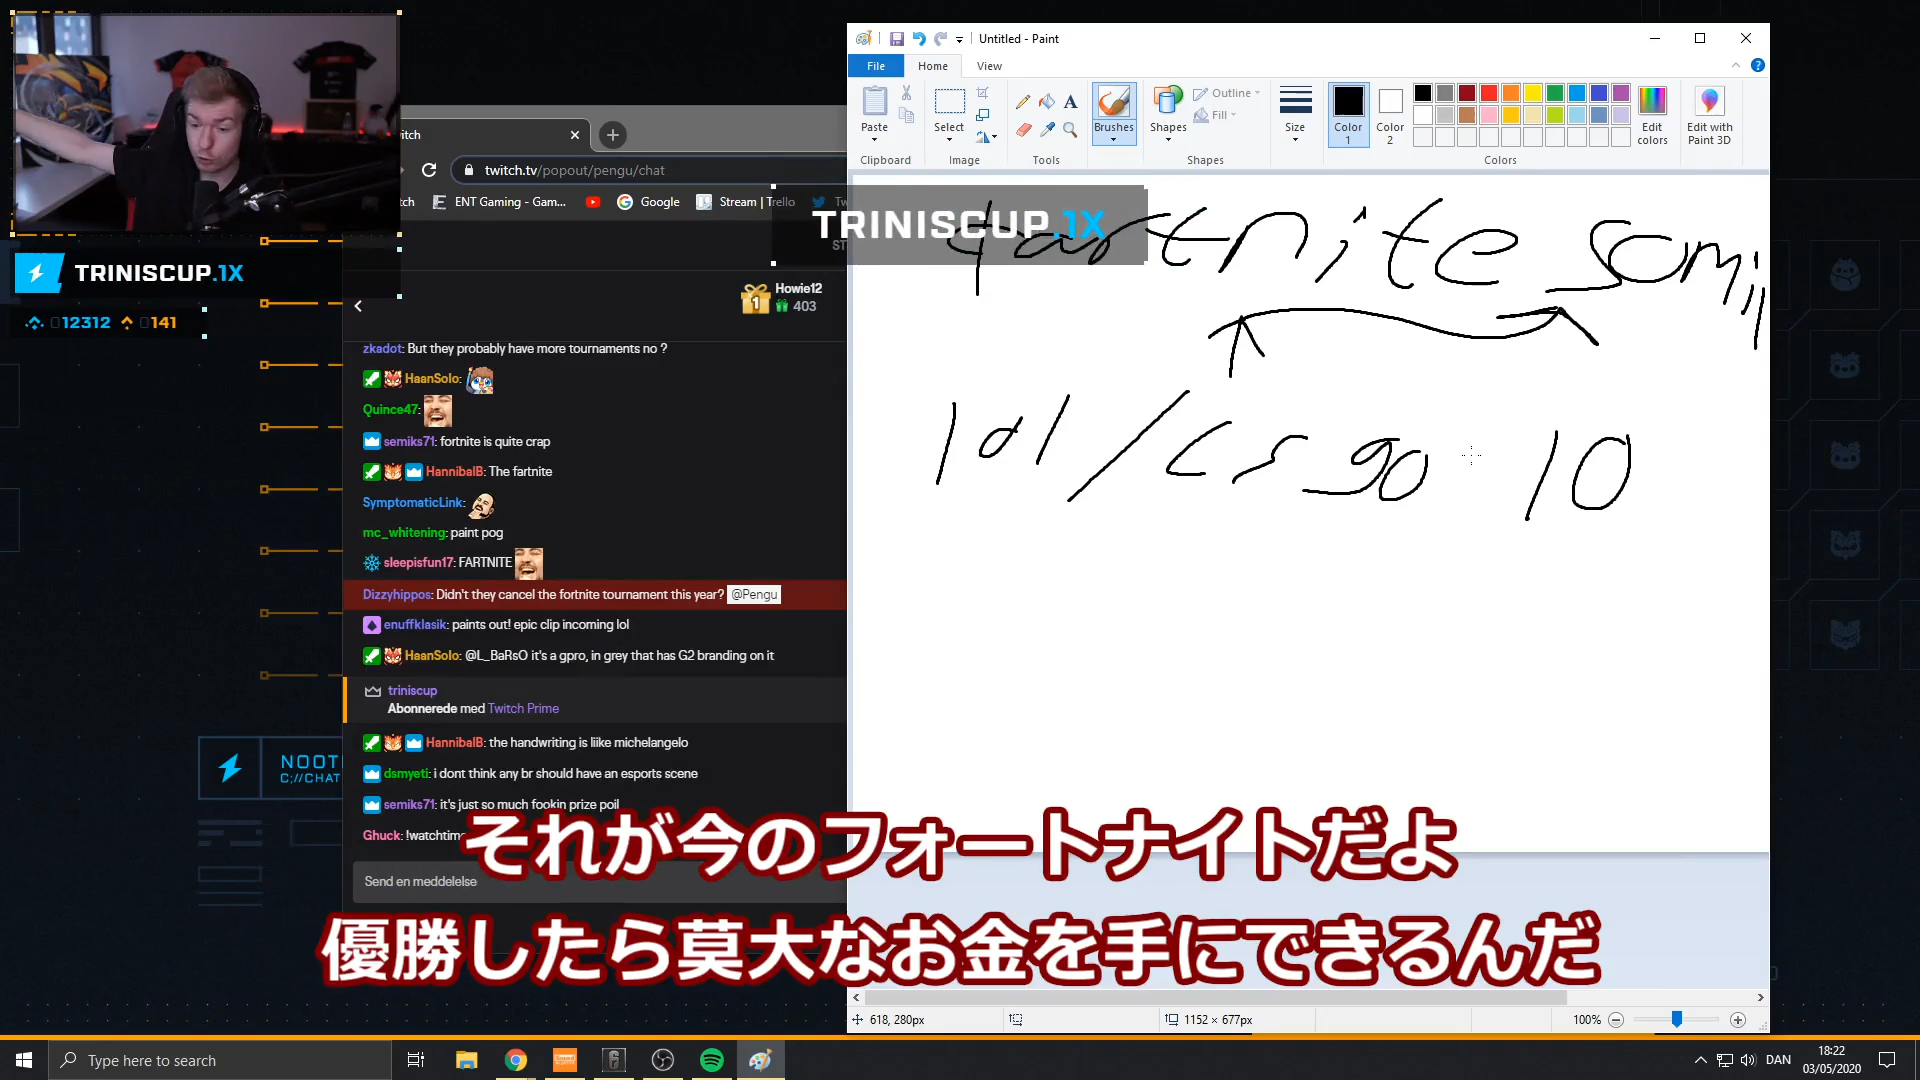 Untitled - Paint
File Home View
Paste
Select
Brushes
Shapes
Outline
Fill
Size
Color 1
Color 2
Edit colors
Edit with Paint 3D
Clipboard
Image
Tools
Shapes
Colors
twitch.tv/popout/pengu/chat
ENT Gaming - Gam...
Google
Stream | Trello
TRINISCUP.1X
fartnite
lol / csgo - 10
TRINISCUP.1X
12312 141
Howie12
1
403
zkadot: But they probably have more tournaments no ?
HaanSolo:
Quince47:
semiks71: fortnite is quite crap
HannibalB: The fartnite
SymptomaticLink:
mc_whitening: paint pog
sleepisfun17: FARTNITE
Dizzyhippos: Didn't they cancel the fortnite tournament this year? @Pengu
enuffklasik: paints out! epic clip incoming lol
HaanSolo: @L_BaRsO it's a gpro, in grey that has G2 branding on it
triniscup
Abonnerede med Twitch Prime
HannibalB: the handwriting is liike michelangelo
dsmyeti: i dont think any br should have an esports scene
semiks71: it's just so much fookin prize poil
Ghuck: !watchtime
Send en meddelelse
NOOT
C;//CHAT
それが今のフォートナイトだよ
優勝したら莫大なお金を手にできるんだ
618, 280px
1152 × 677px
100%
Type here to search
DAN
18:22
03/05/2020